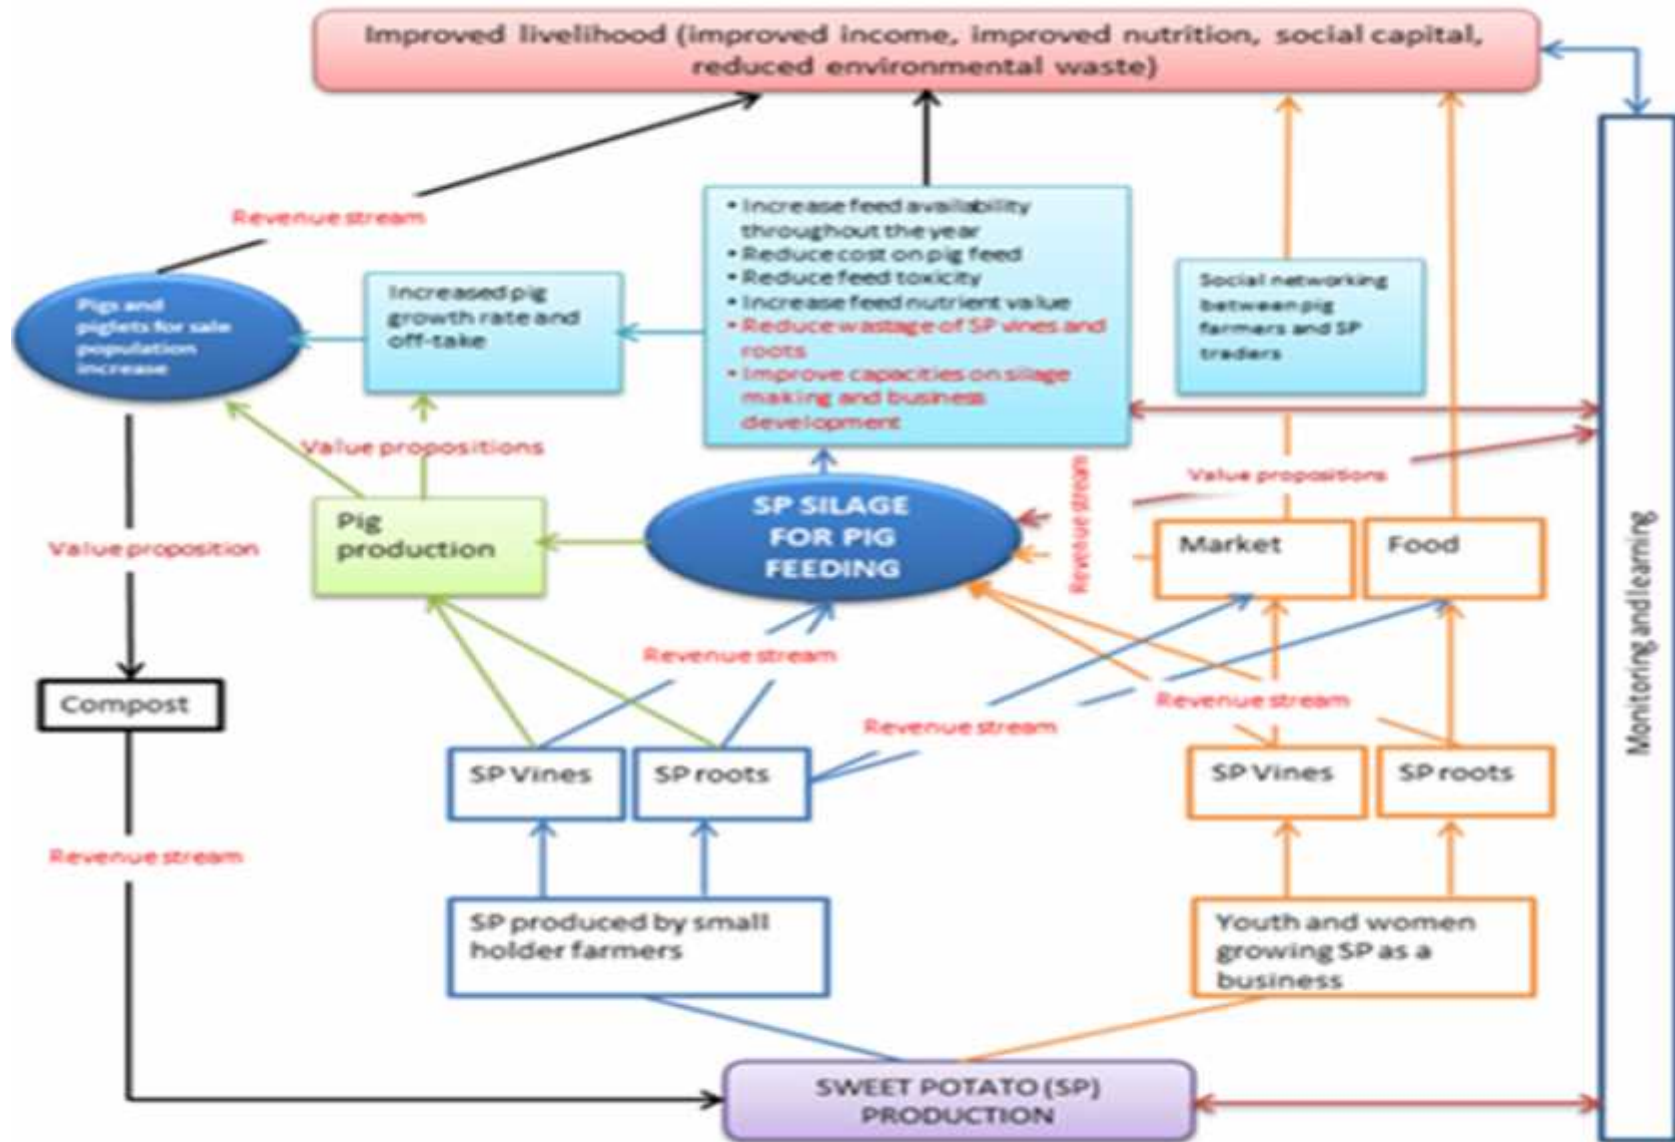 Improved livelihood (improved income, improved nutrition, social capital,
reduced environmental waste)
Revenue stream
Pigs and
piglets for sale
population
increase
Increased pig
growth rate and
off-take
• Increase feed availability
throughout the year
• Reduce cost on pig feed
• Reduce feed toxicity
• Increase feed nutrient value
• Reduce wastage of SP vines and
roots
• Improve capacities on silage
making and business
development
Social networking
between pig
farmers and SP
traders
Value propositions
Value propositions
Revenue stream
Pig
production
SP SILAGE
FOR PIG
FEEDING
Market
Food
Monitoring and learning
Value proposition
Revenue stream
Revenue stream
Revenue stream
Compost
SP Vines
SP roots
SP Vines
SP roots
Revenue stream
SP produced by small
holder farmers
Youth and women
growing SP as a
business
SWEET POTATO (SP)
PRODUCTION